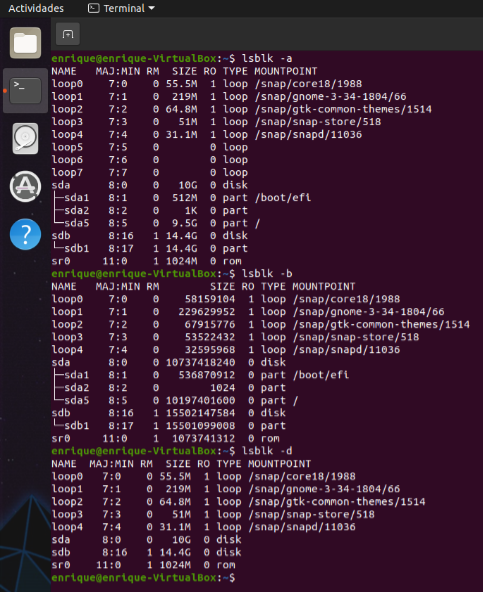 Actividades Terminal
enrique@enrique-VirtualBox:~$ lsblk -a
NAME MAJ:MIN RM SIZE RO TYPE MOUNTPOINT
loop0 7:0 0 55.5M 1 loop /snap/core18/1988
loop1 7:1 0 219M 1 loop /snap/gnome-3-34-1804/66
loop2 7:2 0 64.8M 1 loop /snap/gtk-common-themes/1514
loop3 7:3 0 51M 1 loop /snap/snap-store/518
loop4 7:4 0 31.1M 1 loop /snap/snapd/11036
loop5 7:5 0 0 loop
loop6 7:6 0 0 loop
loop7 7:7 0 0 loop
sda 8:0 0 10G 0 disk
├─sda1 8:1 0 512M 0 part /boot/efi
├─sda2 8:2 0 1K 0 part
└─sda5 8:5 0 9.5G 0 part /
sdb 8:16 1 14.4G 0 disk
└─sdb1 8:17 1 14.4G 0 part
sr0 11:0 1 1024M 0 rom
enrique@enrique-VirtualBox:~$ lsblk -b
NAME MAJ:MIN RM SIZE RO TYPE MOUNTPOINT
loop0 7:0 0 58159104 1 loop /snap/core18/1988
loop1 7:1 0 229629952 1 loop /snap/gnome-3-34-1804/66
loop2 7:2 0 67915776 1 loop /snap/gtk-common-themes/1514
loop3 7:3 0 53522432 1 loop /snap/snap-store/518
loop4 7:4 0 32595968 1 loop /snap/snapd/11036
sda 8:0 0 10737418240 0 disk
├─sda1 8:1 0 536870912 0 part /boot/efi
├─sda2 8:2 0 1024 0 part
└─sda5 8:5 0 10197401600 0 part /
sdb 8:16 1 15502147584 0 disk
└─sdb1 8:17 1 15501099008 0 part
sr0 11:0 1 1073741312 0 rom
enrique@enrique-VirtualBox:~$ lsblk -d
NAME MAJ:MIN RM SIZE RO TYPE MOUNTPOINT
loop0 7:0 0 55.5M 1 loop /snap/core18/1988
loop1 7:1 0 219M 1 loop /snap/gnome-3-34-1804/66
loop2 7:2 0 64.8M 1 loop /snap/gtk-common-themes/1514
loop3 7:3 0 51M 1 loop /snap/snap-store/518
loop4 7:4 0 31.1M 1 loop /snap/snapd/11036
sda 8:0 0 10G 0 disk
sdb 8:16 1 14.4G 0 disk
sr0 11:0 1 1024M 0 rom
enrique@enrique-VirtualBox:~$